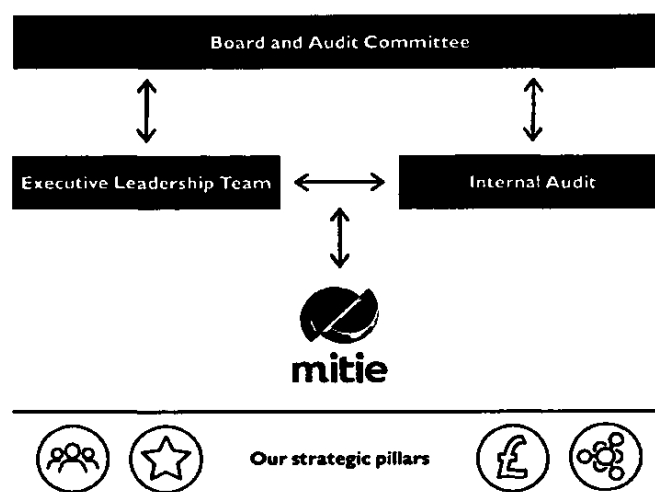 Board and Audit Committee
Executive Leadership Team
Internal Audit
mitie
Our strategic pillars
£